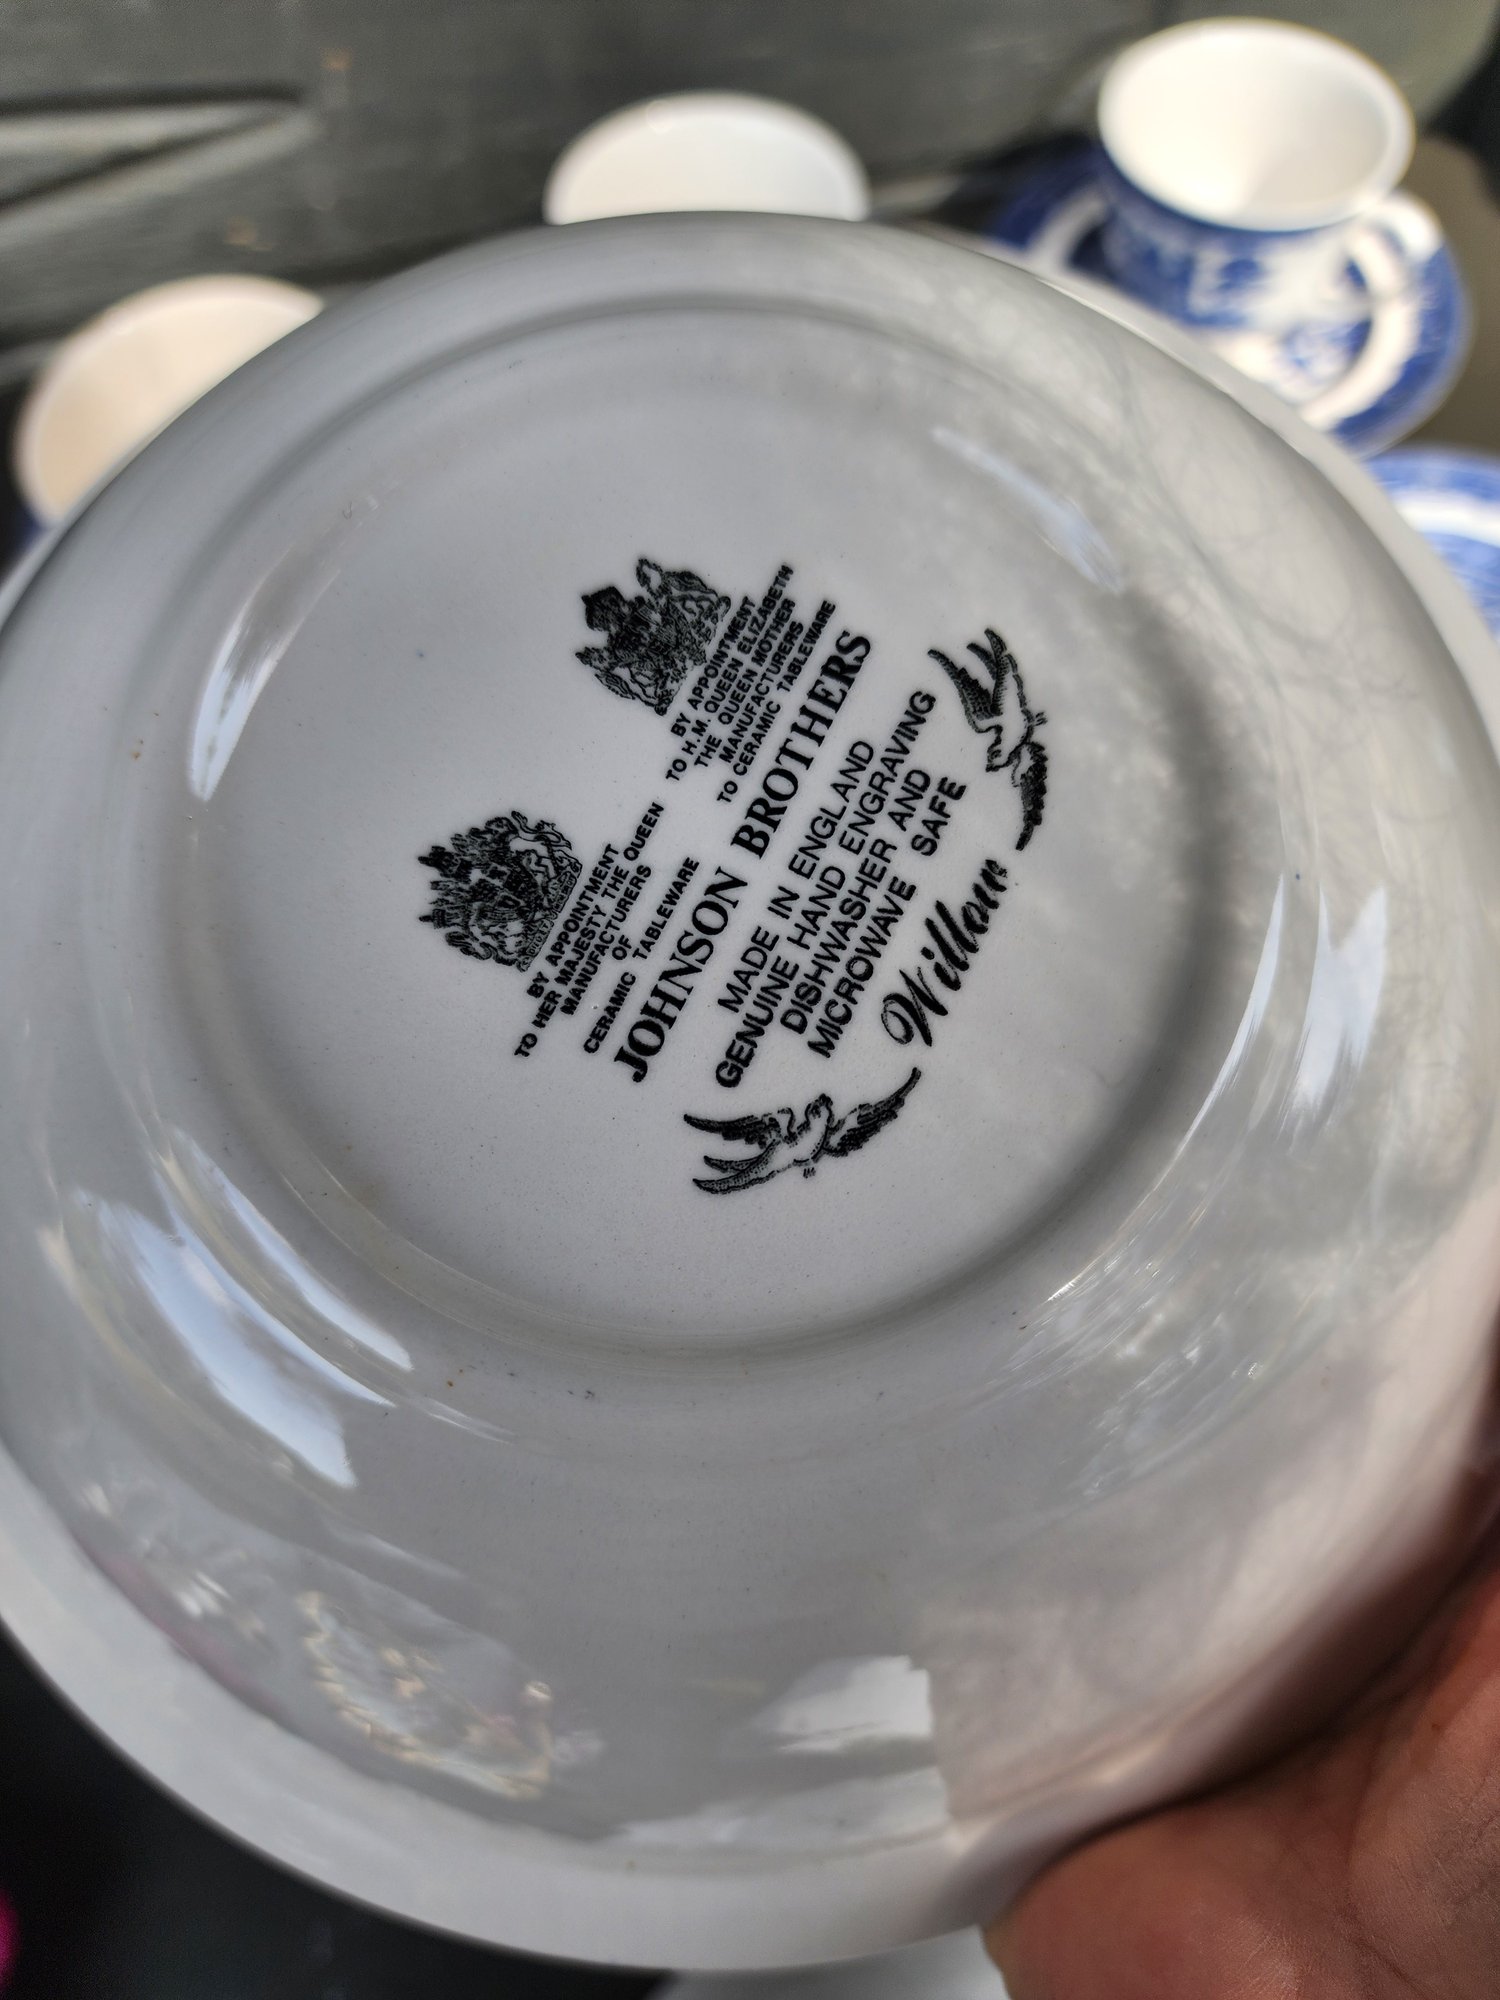 BY APPOINTMENT
TO HER MAJESTY THE QUEEN
MANUFACTURERS
OF
CERAMIC TABLEWARE
BY APPOINTMENT
TO H.M. QUEEN ELIZABETH
THE QUEEN MOTHER
MANUFACTURERS
TO CERAMIC TABLEWARE
JOHNSON BROTHERS
MADE IN ENGLAND
GENUINE HAND ENGRAVING
DISHWASHER AND
MICROWAVE SAFE
Willow